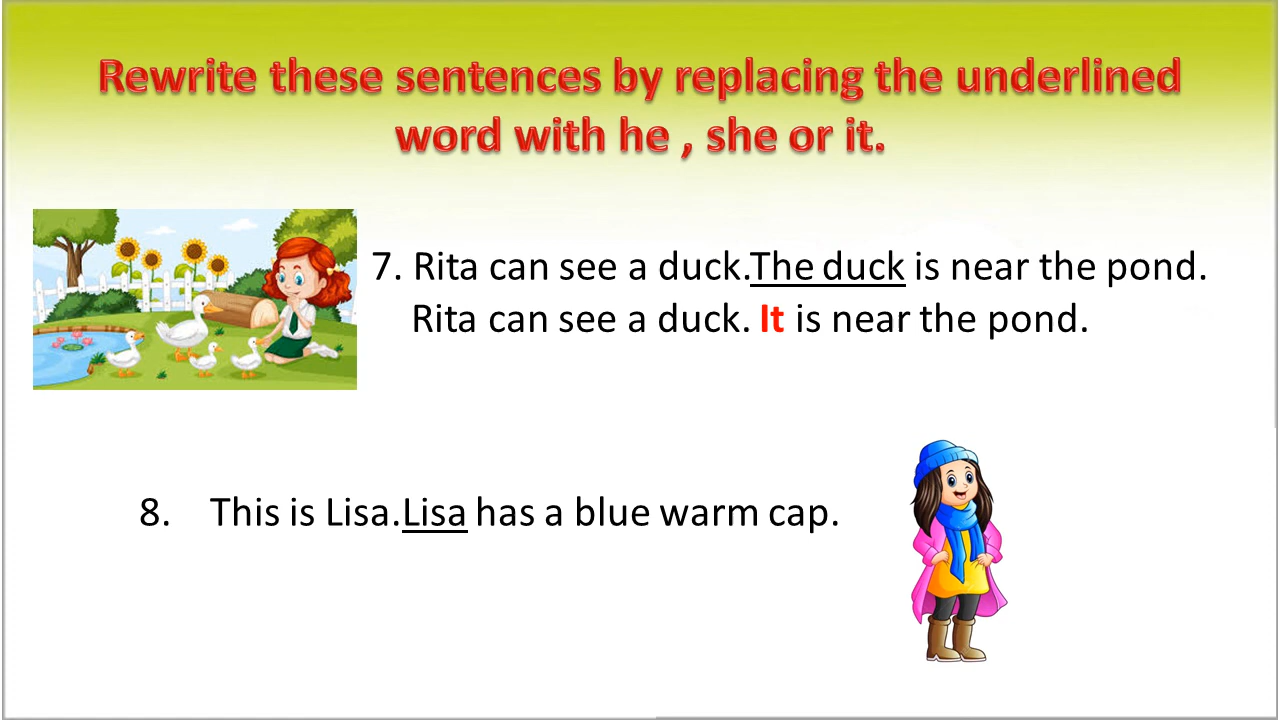 Rewrite these sentences by replacing the underlined
word with he , she or it.
7. Rita can see a duck.The duck is near the pond.
Rita can see a duck. It is near the pond.
8. This is Lisa.Lisa has a blue warm cap.